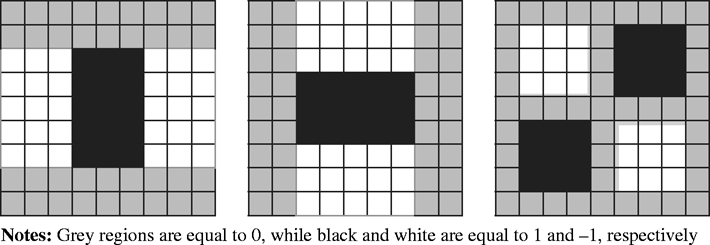 Notes: Grey regions are equal to 0, while black and white are equal to 1 and –1, respectively